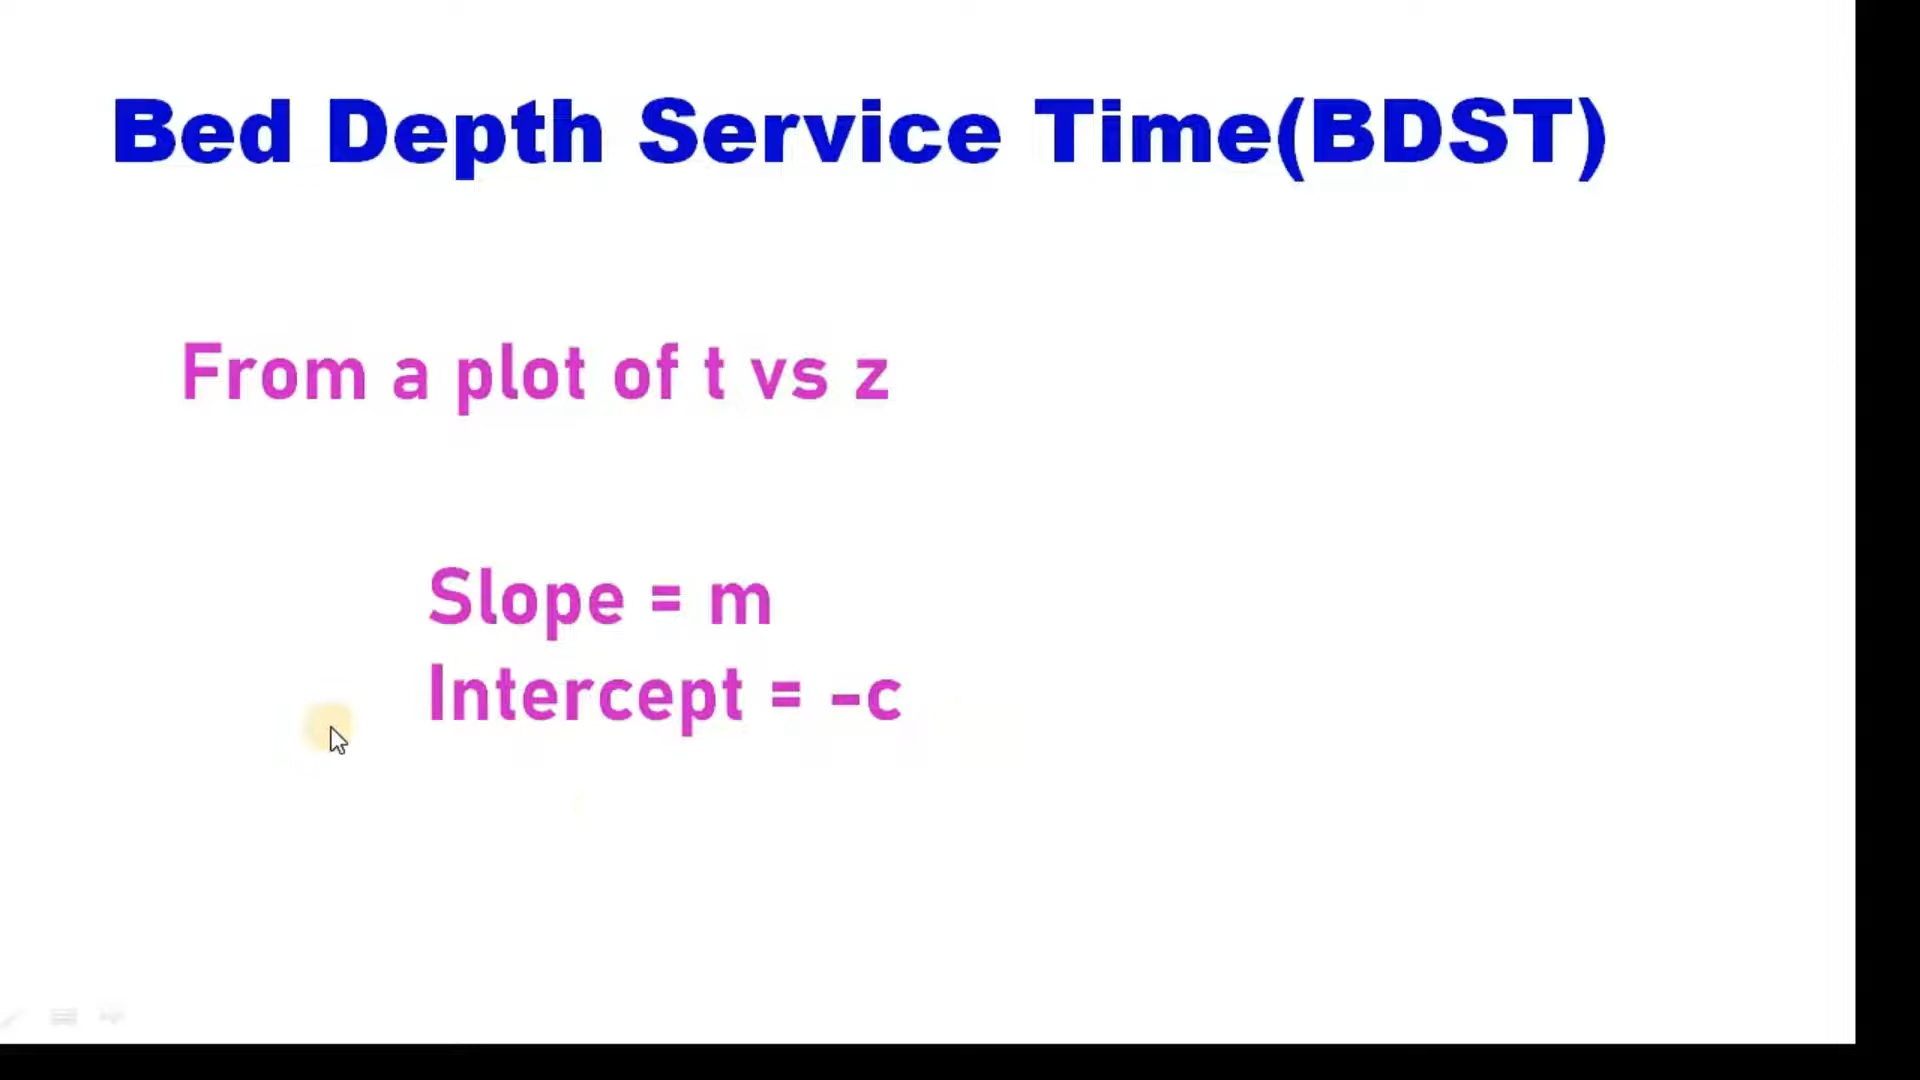 Bed Depth Service Time(BDST)
From a plot of t vs z
Slope = m
Intercept = -c